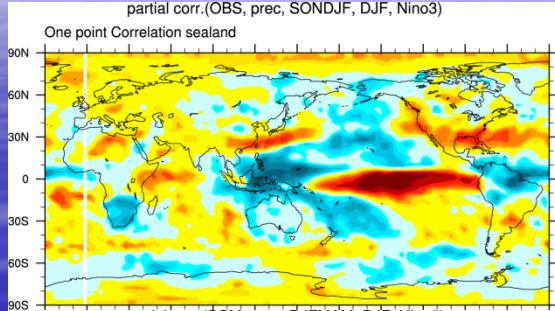 partial corr.(OBS, prec, SONDJF, DJF, Nino3)
One point Correlation sealand
90N
60N
30N
0
30S
60S
90S